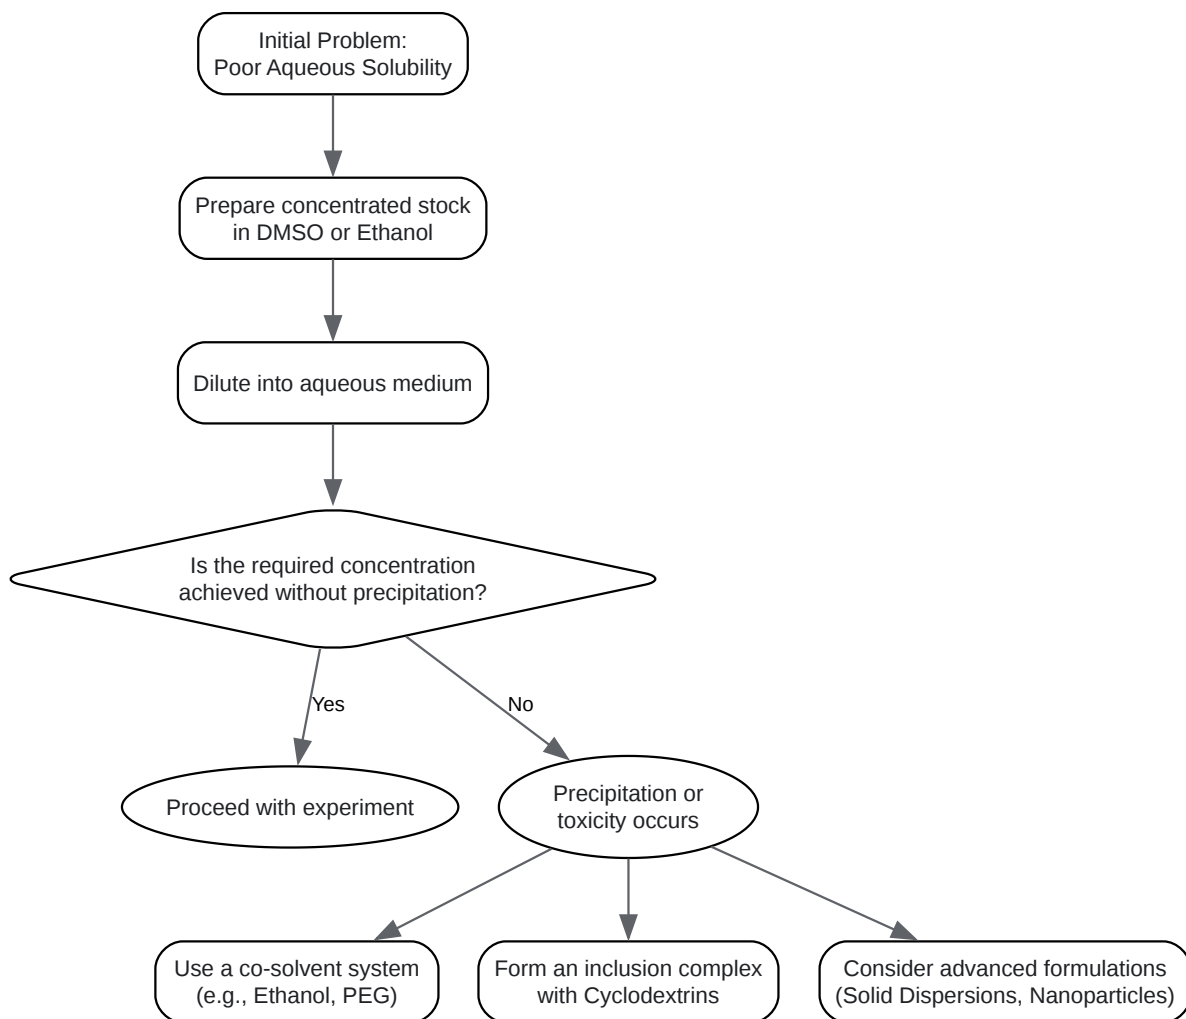 Initial Problem:
Poor Aqueous Solubility
Prepare concentrated stock
in DMSO or Ethanol
Dilute into aqueous medium
Is the required concentration
achieved without precipitation?
Yes
No
Proceed with experiment
Precipitation or
toxicity occurs
Use a co-solvent system
(e.g., Ethanol, PEG)
Form an inclusion complex
with Cyclodextrins
Consider advanced formulations
(Solid Dispersions, Nanoparticles)